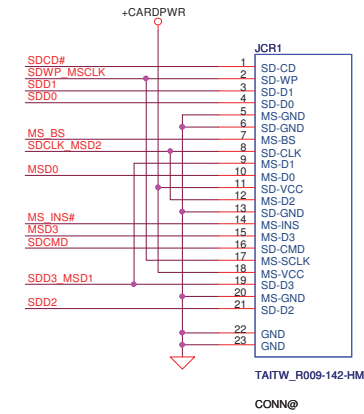 +CARDPWR
JCR1
SDCD# 1 SD-CD
SDWP_MSCLK 2 SD-WP
SDD1 3 SD-D1
SDD0 4 SD-D0
5 MS-GND
6 SD-GND
MS_BS 7 MS-BS
SDCLK_MSD2 8 SD-CLK
9 MS-D1
MSD0 10 MS-D0
11 SD-VCC
12 MS-D2
13 SD-GND
MS_INS# 14 MS-INS
MSD3 15 MS-D3
SDCMD 16 SD-CMD
17 MS-SCLK
18 MS-VCC
SDD3_MSD1 19 SD-D3
20 MS-GND
SDD2 21 SD-D2
22 GND
23 GND
TAITW_R009-142-HM
CONN@